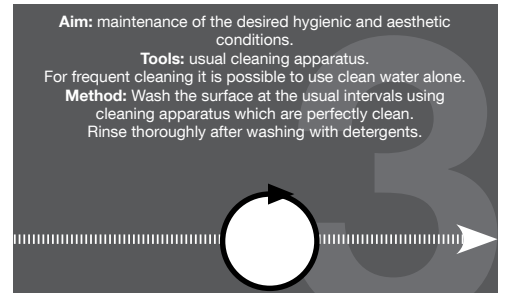 Aim: maintenance of the desired hygienic and aesthetic
conditions.
Tools: usual cleaning apparatus.
For frequent cleaning it is possible to use clean water alone.
Method: Wash the surface at the usual intervals using
cleaning apparatus which are perfectly clean.
Rinse thoroughly after washing with detergents.
3